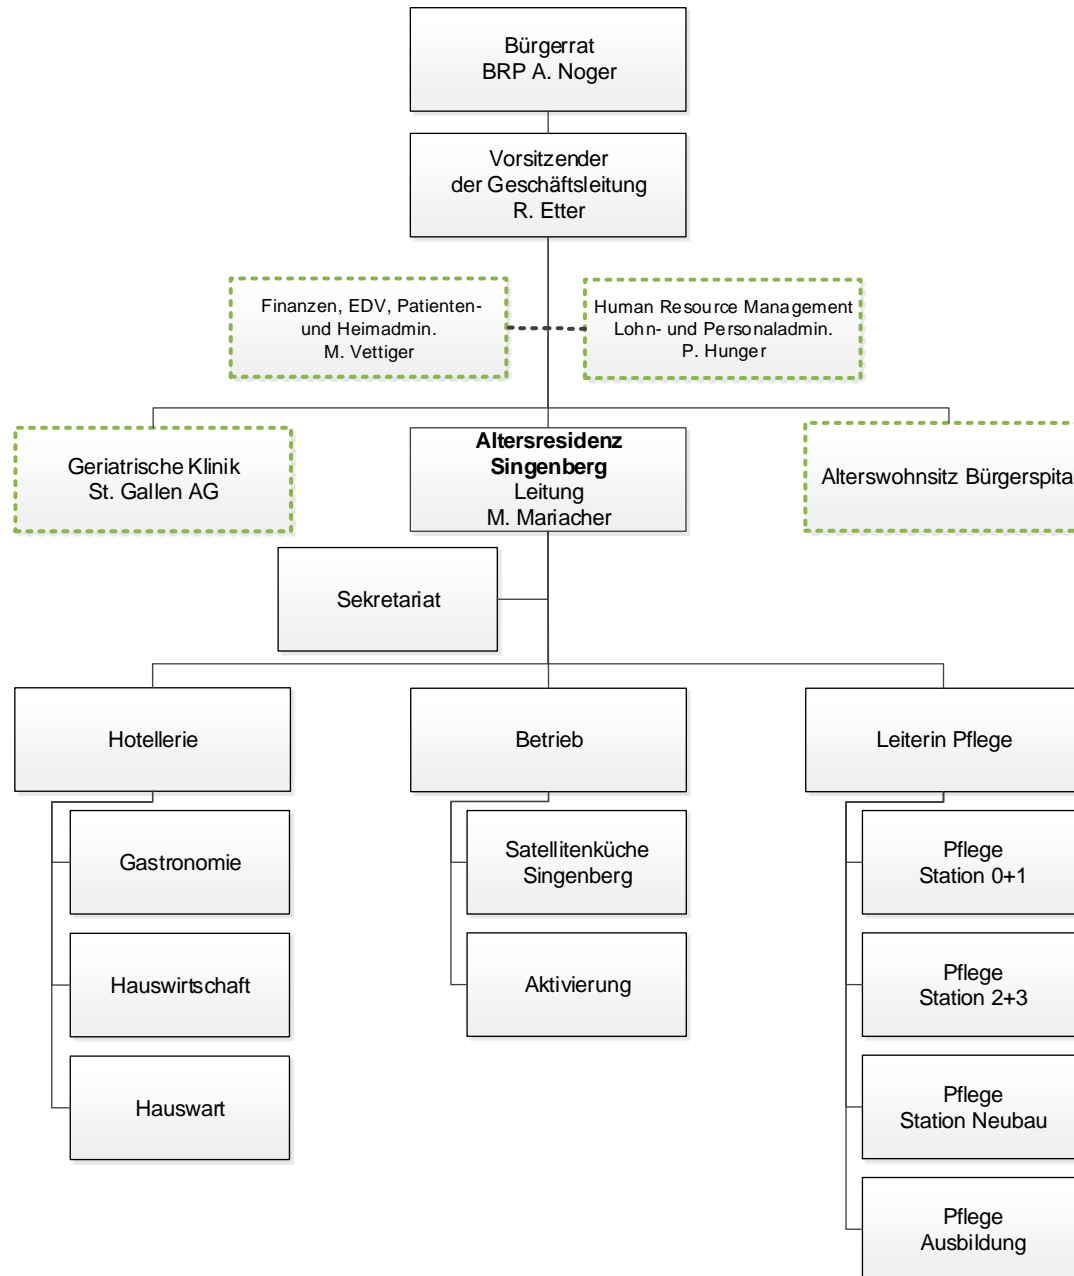 Bürgerrat
BRP A. Noger
Vorsitzender
der Geschäftsleitung
R. Etter
Finanzen, EDV, Patienten-
und Heimadmin.
M. Vettiger
Human Resource Management
Lohn- und Personaladmin.
P. Hunger
Geriatrische Klinik
St. Gallen AG
Altersresidenz
Singenberg
Leitung
M. Mariacher
Alterswohnsitz Bürgerspital
Sekretariat
Hotellerie
Betrieb
Leiterin Pflege
Gastronomie
Hauswirtschaft
Hauswart
Satellitenküche
Singenberg
Aktivierung
Pflege
Station 0+1
Pflege
Station 2+3
Pflege
Station Neubau
Pflege
Ausbildung